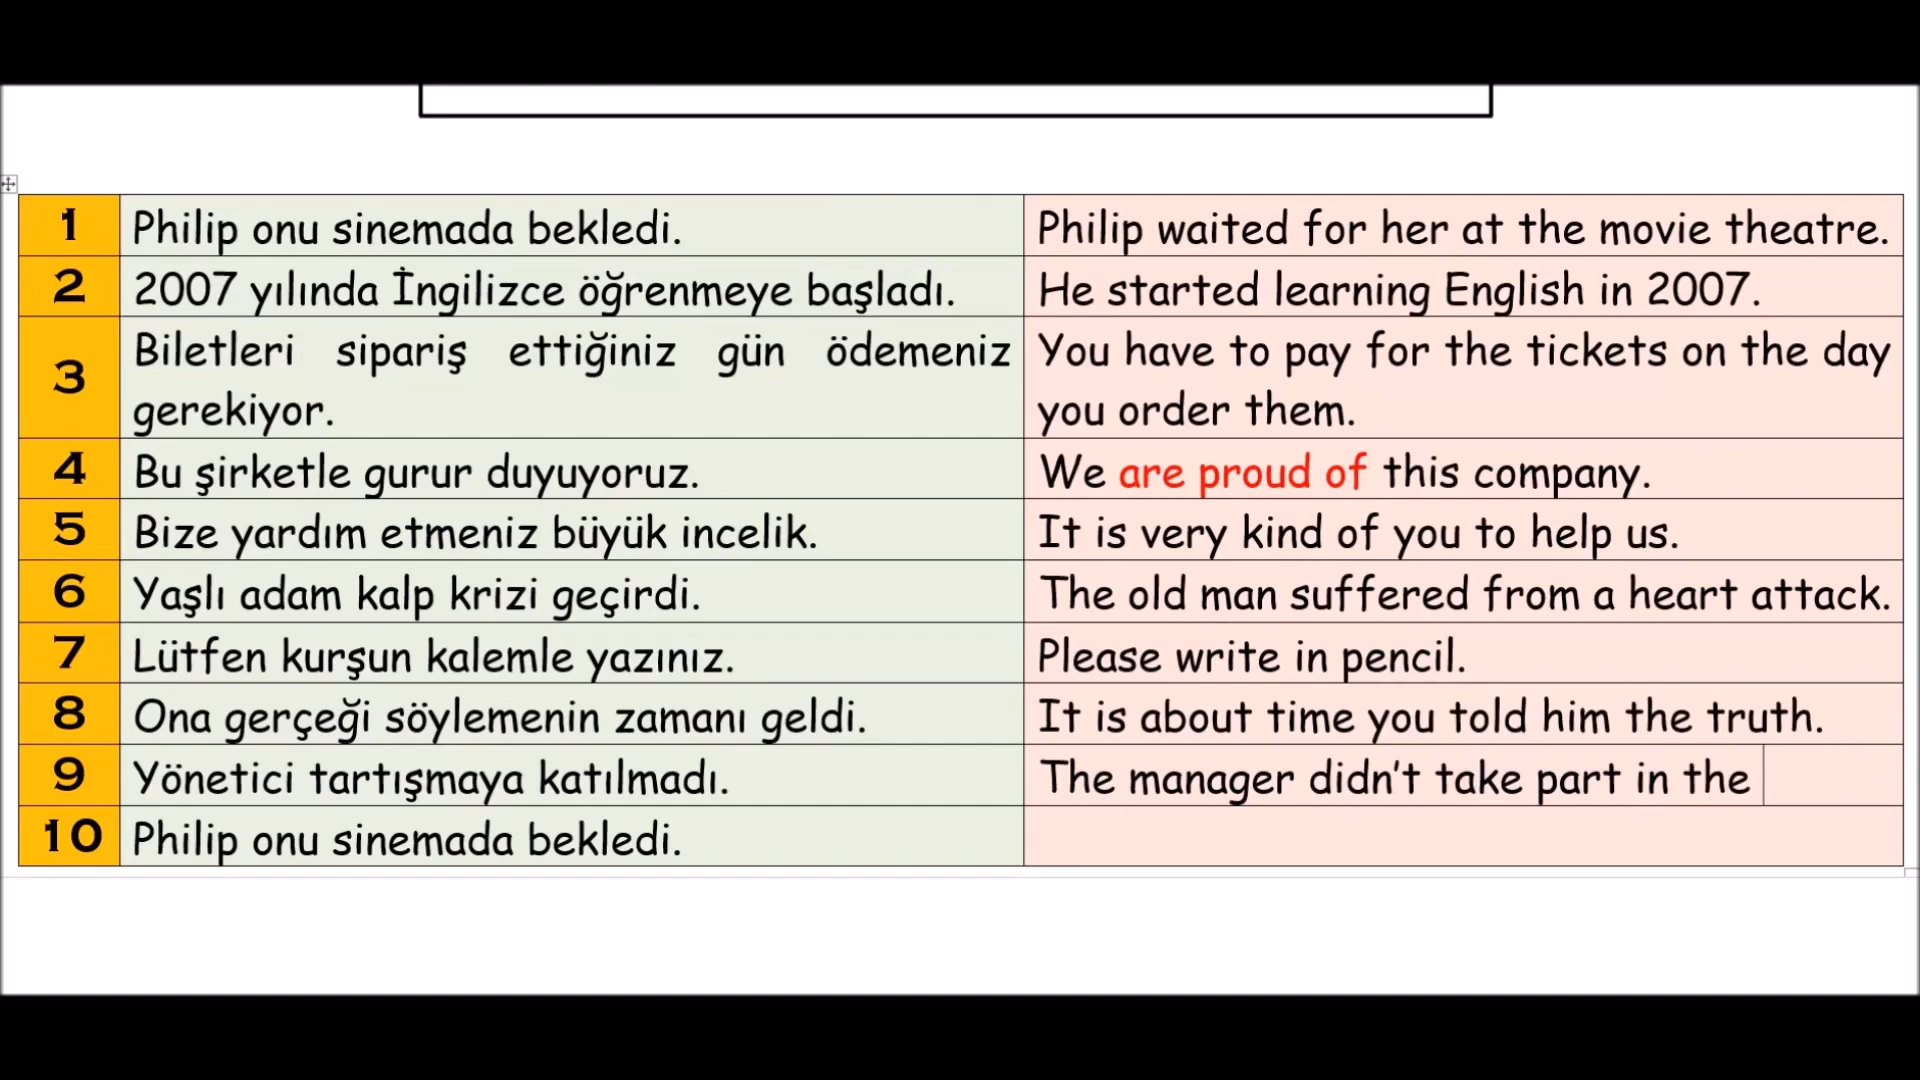 1 Philip onu sinemada bekledi. Philip waited for her at the movie theatre.
2 2007 yılında İngilizce öğrenmeye başladı. He started learning English in 2007.
3 Biletleri sipariş ettiğiniz gün ödemeniz
gerekiyor.
You have to pay for the tickets on the day
you order them.
4 Bu şirketle gurur duyuyoruz. We are proud of this company.
5 Bize yardım etmeniz büyük incelik. It is very kind of you to help us.
6 Yaşlı adam kalp krizi geçirdi. The old man suffered from a heart attack.
7 Lütfen kurşun kalemle yazınız. Please write in pencil.
8 Ona gerçeği söylemenin zamanı geldi. It is about time you told him the truth.
9 Yönetici tartışmaya katılmadı. The manager didn't take part in the
10 Philip onu sinemada bekledi.